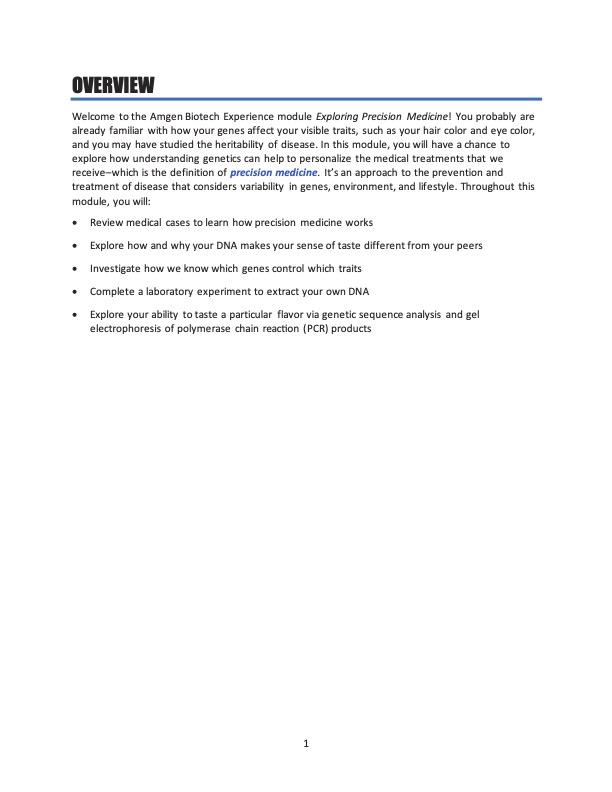 OVERVIEW
Welcome to the Amgen Biotech Experience module Exploring Precision Medicine! You probably are
already familiar with how your genes affect your visible traits, such as your hair color and eye color,
and you may have studied the heritability of disease. In this module, you will have a chance to
explore how understanding genetics can help to personalize the medical treatments that we
receive–which is the definition of precision medicine. It’s an approach to the prevention and
treatment of disease that considers variability in genes, environment, and lifestyle. Throughout this
module, you will:
• Review medical cases to learn how precision medicine works
• Explore how and why your DNA makes your sense of taste different from your peers
• Investigate how we know which genes control which traits
• Complete a laboratory experiment to extract your own DNA
• Explore your ability to taste a particular flavor via genetic sequence analysis and gel
electrophoresis of polymerase chain reaction (PCR) products
1